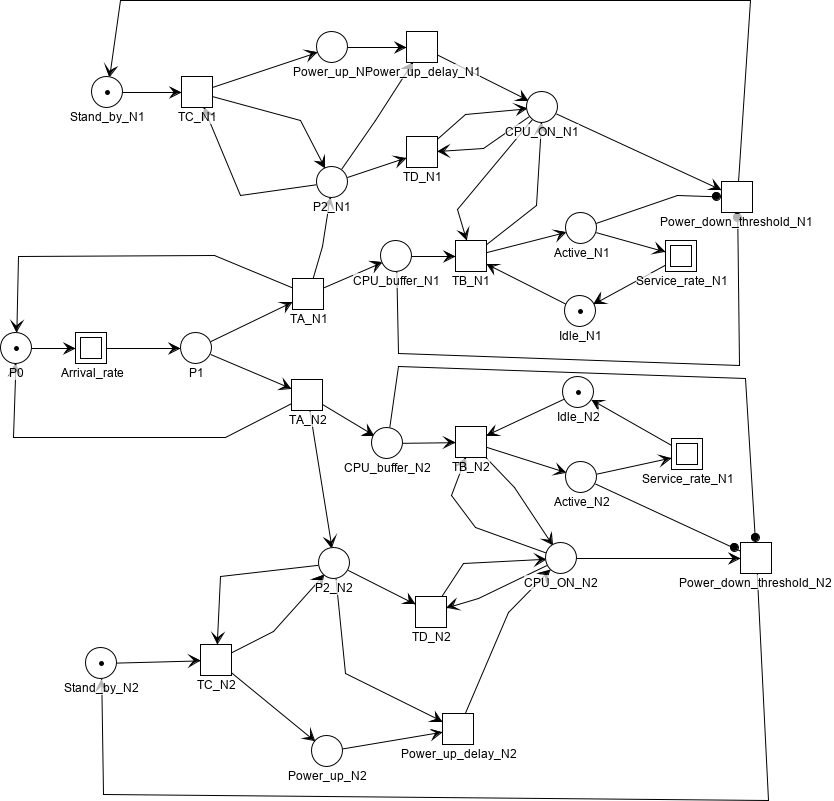 Power_up_N
Power_up_delay_N1
Stand_by_N1
TC_N1
CPU_ON_N1
TD_N1
P2_N1
Power_down_threshold_N1
Active_N1
CPU_buffer_N1
TB_N1
Service_rate_N1
TA_N1
Idle_N1
P0
Arrival_rate
P1
TA_N2
Idle_N2
CPU_buffer_N2
TB_N2
Service_rate_N1
Active_N2
P2_N2
CPU_ON_N2
Power_down_threshold_N2
TD_N2
Stand_by_N2
TC_N2
Power_up_delay_N2
Power_up_N2